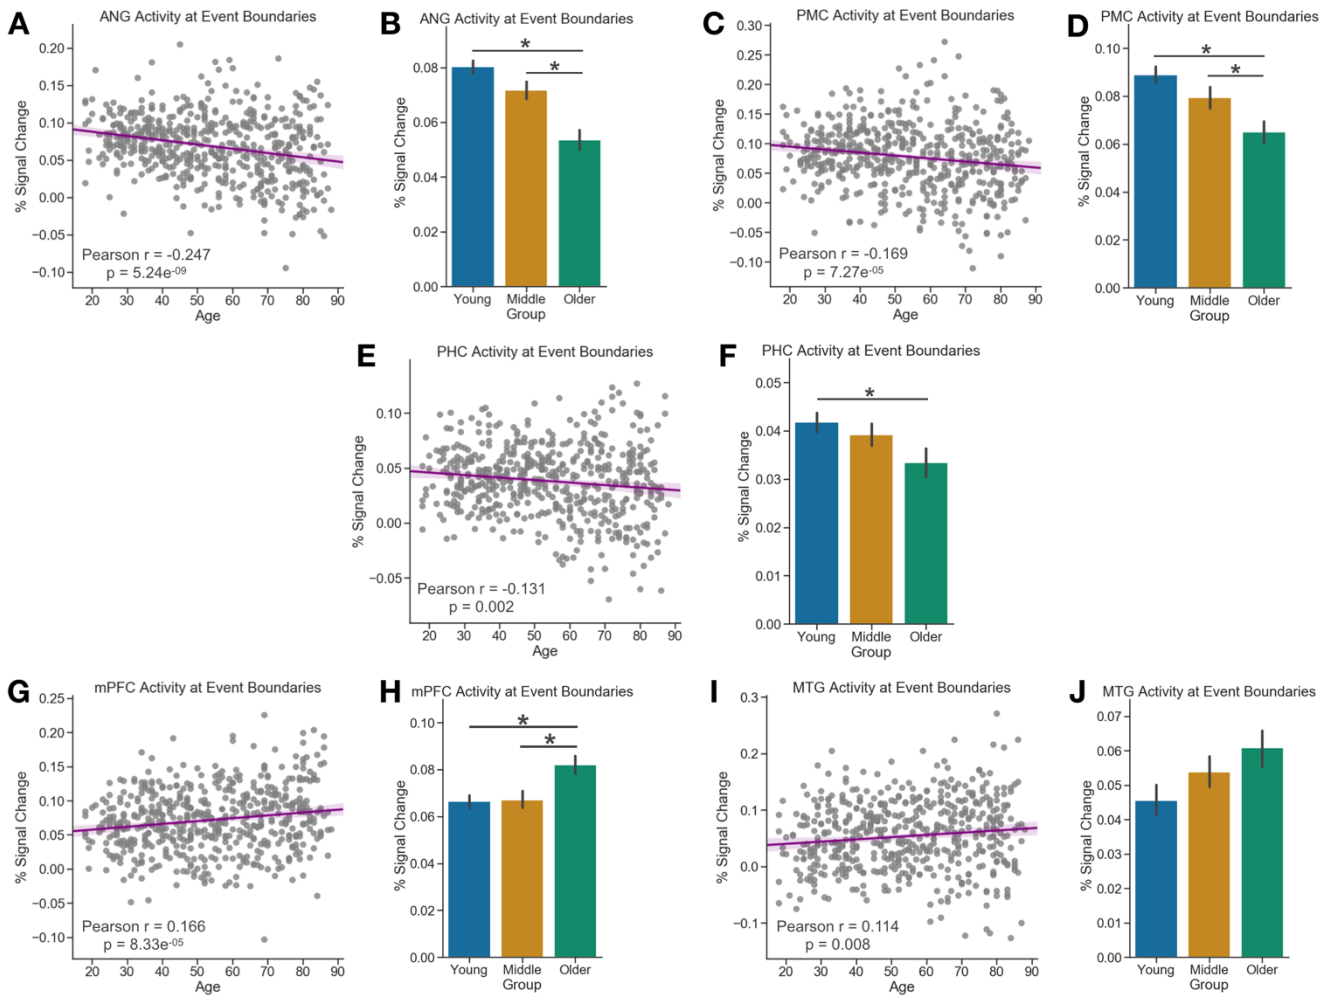 A
ANG Activity at Event Boundaries
% Signal Change
0.20
0.15
0.10
0.05
0.00
−0.05
−0.10
Pearson r = -0.247
p = 5.24e-09
20 30 40 50 60 70 80 90
Age
B
ANG Activity at Event Boundaries
*
*
% Signal Change
0.08
0.06
0.04
0.02
0.00
Young Middle Older
Group
C
PMC Activity at Event Boundaries
% Signal Change
0.30
0.25
0.20
0.15
0.10
0.05
0.00
−0.05
−0.10
Pearson r = -0.169
p = 7.27e-05
20 30 40 50 60 70 80 90
Age
D
PMC Activity at Event Boundaries
*
*
% Signal Change
0.10
0.08
0.06
0.04
0.02
0.00
Young Middle Older
Group
E
PHC Activity at Event Boundaries
% Signal Change
0.10
0.05
0.00
−0.05
Pearson r = -0.131
p = 0.002
20 30 40 50 60 70 80 90
Age
F
PHC Activity at Event Boundaries
*
% Signal Change
0.05
0.04
0.03
0.02
0.01
0.00
Young Middle Older
Group
G
mPFC Activity at Event Boundaries
% Signal Change
0.25
0.20
0.15
0.10
0.05
0.00
−0.05
−0.10
Pearson r = 0.166
p = 8.33e-05
20 30 40 50 60 70 80 90
Age
H
mPFC Activity at Event Boundaries
*
*
% Signal Change
0.10
0.08
0.06
0.04
0.02
0.00
Young Middle Older
Group
I
MTG Activity at Event Boundaries
% Signal Change
0.3
0.2
0.1
0.0
−0.1
Pearson r = 0.114
p = 0.008
20 30 40 50 60 70 80 90
Age
J
MTG Activity at Event Boundaries
% Signal Change
0.07
0.06
0.05
0.04
0.03
0.02
0.01
0.00
Young Middle Older
Group